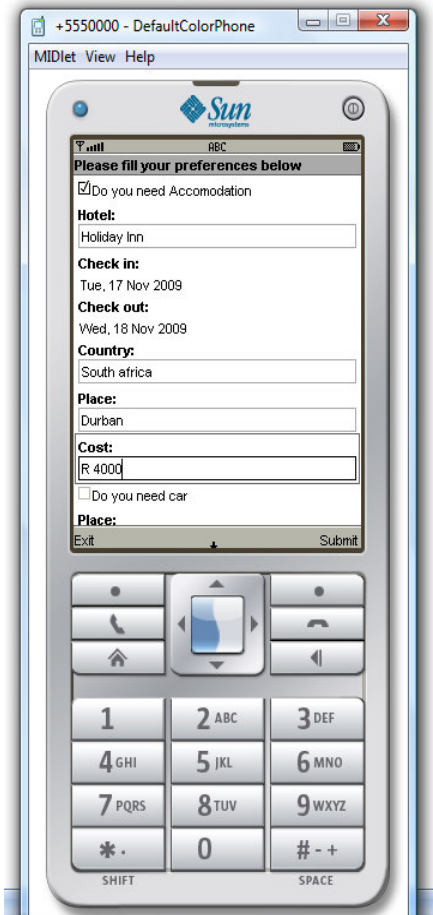 +5550000 - DefaultColorPhone
MIDlet View Help
Sun
microsystems
ABC
Please fill your preferences below
Do you need Accomodation
Hotel:
Holiday Inn
Check in:
Tue, 17 Nov 2009
Check out:
Wed, 18 Nov 2009
Country:
South africa
Place:
Durban
Cost:
R 4000
Do you need car
Place:
Exit Submit
1 2 ABC 3 DEF
4 GHI 5 JKL 6 MNO
7 PQRS 8 TUV 9 WXYZ
* . 0 # - +
SHIFT SPACE